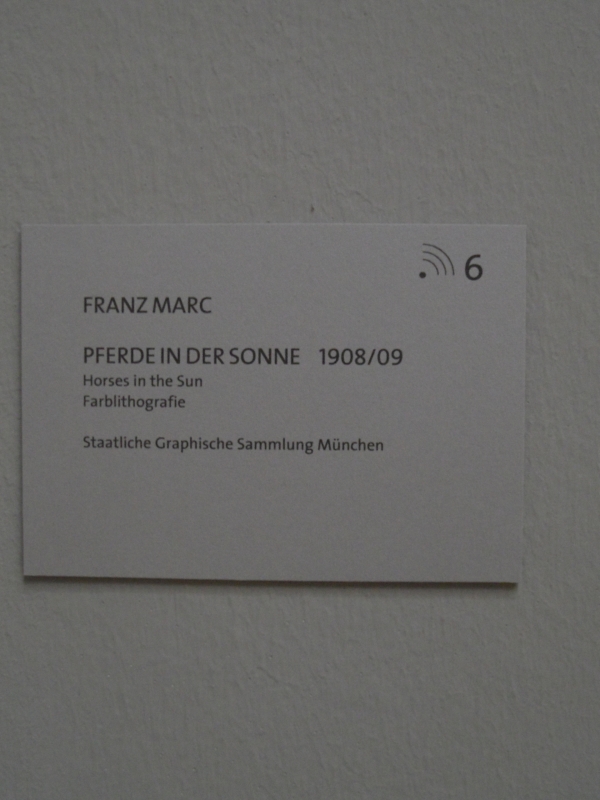 6
FRANZ MARC
PFERDE IN DER SONNE 1908/09
Horses in the Sun
Farblithografie
Staatliche Graphische Sammlung München